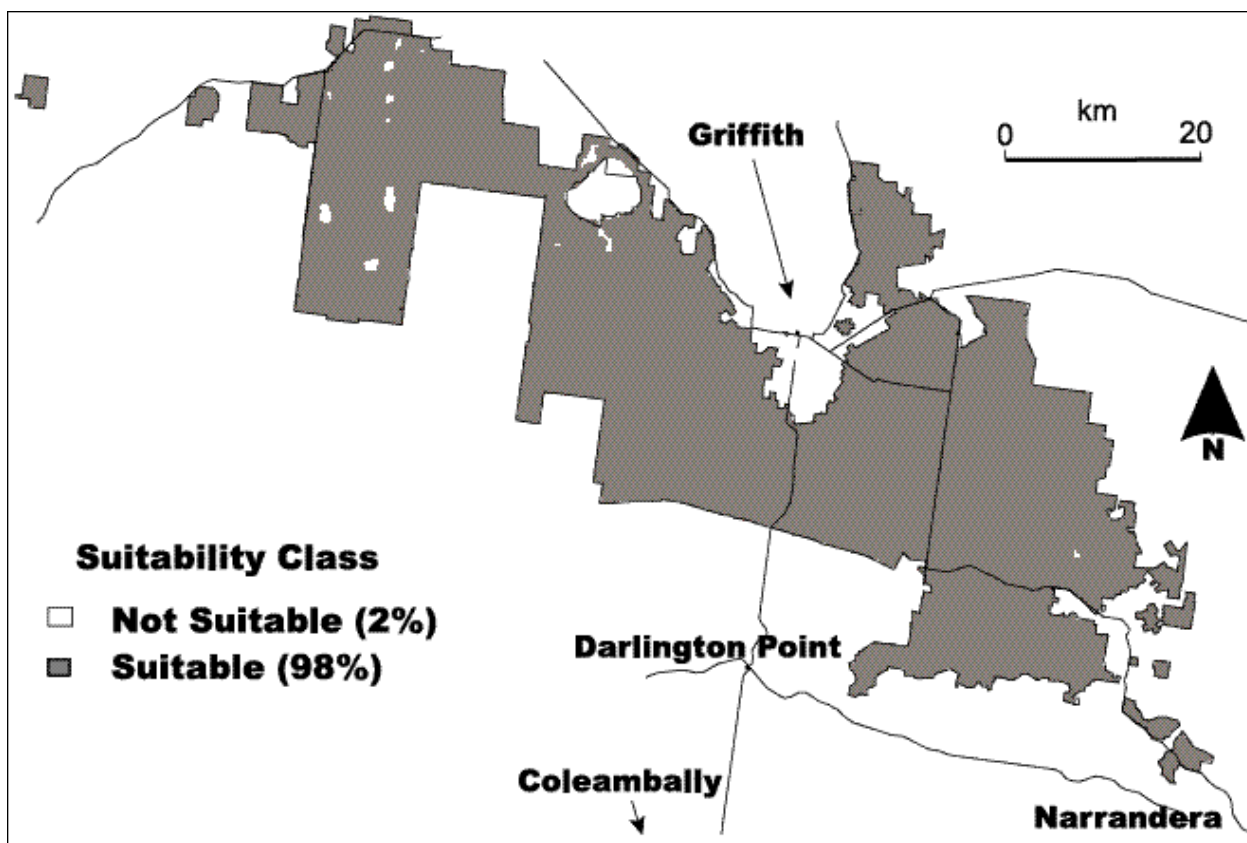 Griffith
km
0 20
N
Suitability Class
Not Suitable (2%)
Suitable (98%)
Darlington Point
Coleambally
Narrandera